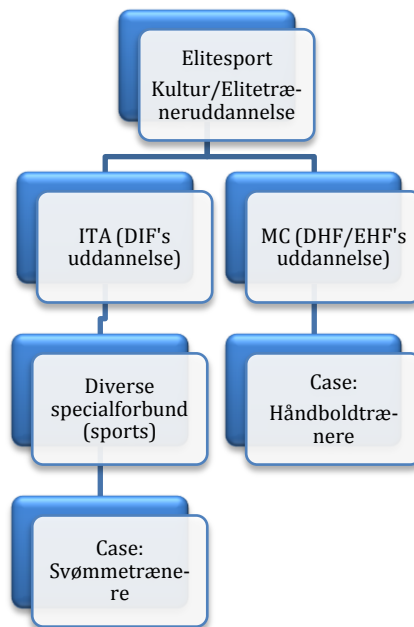 Elitesport
Kultur/Elitetræ-
neruddannelse
ITA (DIF's
uddannelse)
MC (DHF/EHF's
uddannelse)
Diverse
specialforbund
(sports)
Case:
Håndboldtræ-
nere
Case:
Svømmetræne-
re